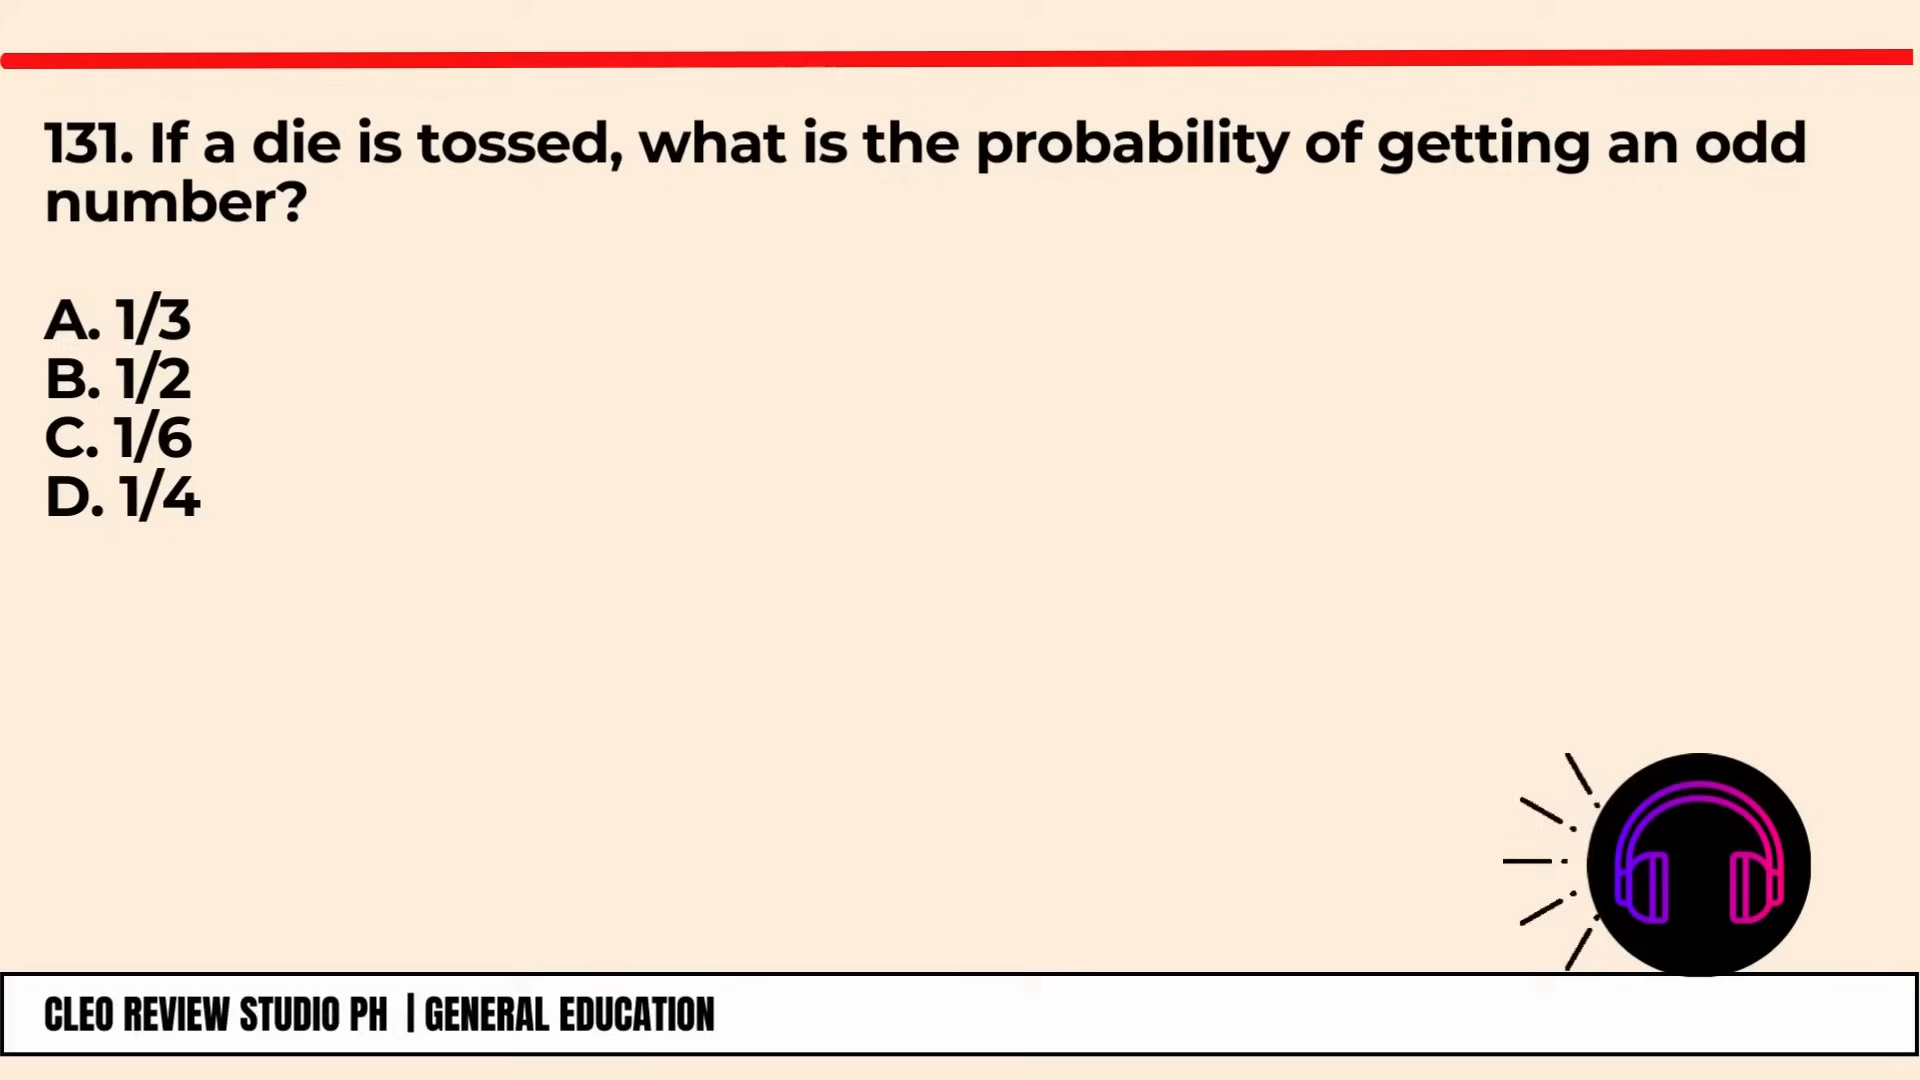 131. If a die is tossed, what is the probability of getting an odd
number?
A. 1/3
B. 1/2
C. 1/6
D. 1/4
CLEO REVIEW STUDIO PH | GENERAL EDUCATION